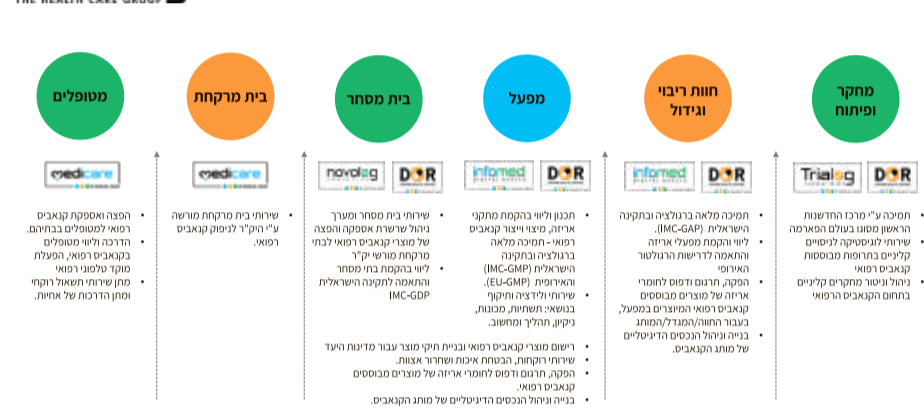 THE HEALTH CARE GROUP
מחקר
ופיתוח
Trialog
DOR
תמיכה ע"י מרכז החדשנות
הראשון מסוגו בעולם הפארמה
שירותי לוגיסטיקה לניסויים
קליניים בתרופות מבוססות
קנאביס רפואי
ניהול וניטור מחקרים קליניים
בתחום הקנאביס הרפואי
חוות ריבוי
וגידול
infomed
DOR
תמיכה מלאה ברגולציה ובתקינה
הישראלית (IMC-GAP).
ליווי והקמת מפעלי אריזה
והתאמה לדרישות הרגולטור
האירופי
הפקה, תרגום ודפוס לחומרי
אריזה של מוצרים מבוססים
קנאביס רפואי המיוצרים במפעל,
בעבור החווה/המגדל/המותג
בנייה וניהול הנכסים הדיגיטליים
של מותג הקנאביס.
מפעל
infomed
DOR
תכנון וליווי בהקמת מתקני
אריזה, מיצוי וייצור קנאביס
רפואי - תמיכה מלאה
ברגולציה ובתקינה
הישראלית (IMC-GMP)
והאירופית (EU-GMP).
שירותי ולידציה ותיקוף
בנושאי: תשתיות, מכונות,
ניקיון, תהליך ומחשוב.
בית מסחר
novolog
DOR
שירותי בית מסחר ומערך
ניהול שרשרת אספקה והפצה
של מוצרי קנאביס רפואי לבתי
מרקחת מורשי יק"ר
ליווי בהקמת בתי מסחר
והתאמה לתקינה הישראלית
IMC-GDP
רישום מוצרי קנאביס רפואי ובניית תיקי מוצר עבור מדינות היעד
שירותי רוקחות, הבטחת איכות ושחרור אצוות.
הפקה, תרגום ודפוס לחומרי אריזה של מוצרים מבוססים
קנאביס רפואי.
בנייה וניהול הנכסים הדיגיטליים של מותג הקנאביס.
בית מרקחת
medicare
שירותי בית מרקחת מורשה
ע"י היק"ר לניפוק קנאביס
רפואי.
מטופלים
medicare
הפצה ואספקת קנאביס
רפואי למטופלים בבתיהם.
הדרכה וליווי מטופלים
בקנאביס רפואי, הפעלת
מוקד טלפוני רפואי
מתן שירותי תשאול רוקחי
ומתן הדרכות של אחיות.